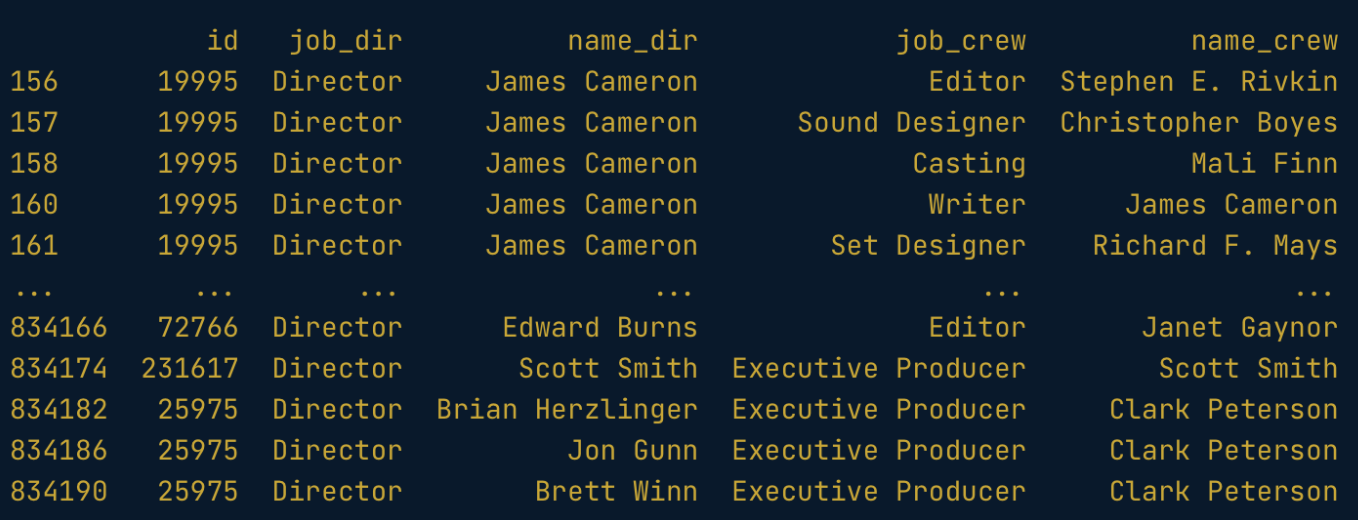 id job_dir name_dir job_crew name_crew
156 19995 Director James Cameron Editor Stephen E. Rivkin
157 19995 Director James Cameron Sound Designer Christopher Boyes
158 19995 Director James Cameron Casting Mali Finn
160 19995 Director James Cameron Writer James Cameron
161 19995 Director James Cameron Set Designer Richard F. Mays
... ... ... ... ... ...
834166 72766 Director Edward Burns Editor Janet Gaynor
834174 231617 Director Scott Smith Executive Producer Scott Smith
834182 25975 Director Brian Herzlinger Executive Producer Clark Peterson
834186 25975 Director Jon Gunn Executive Producer Clark Peterson
834190 25975 Director Brett Winn Executive Producer Clark Peterson